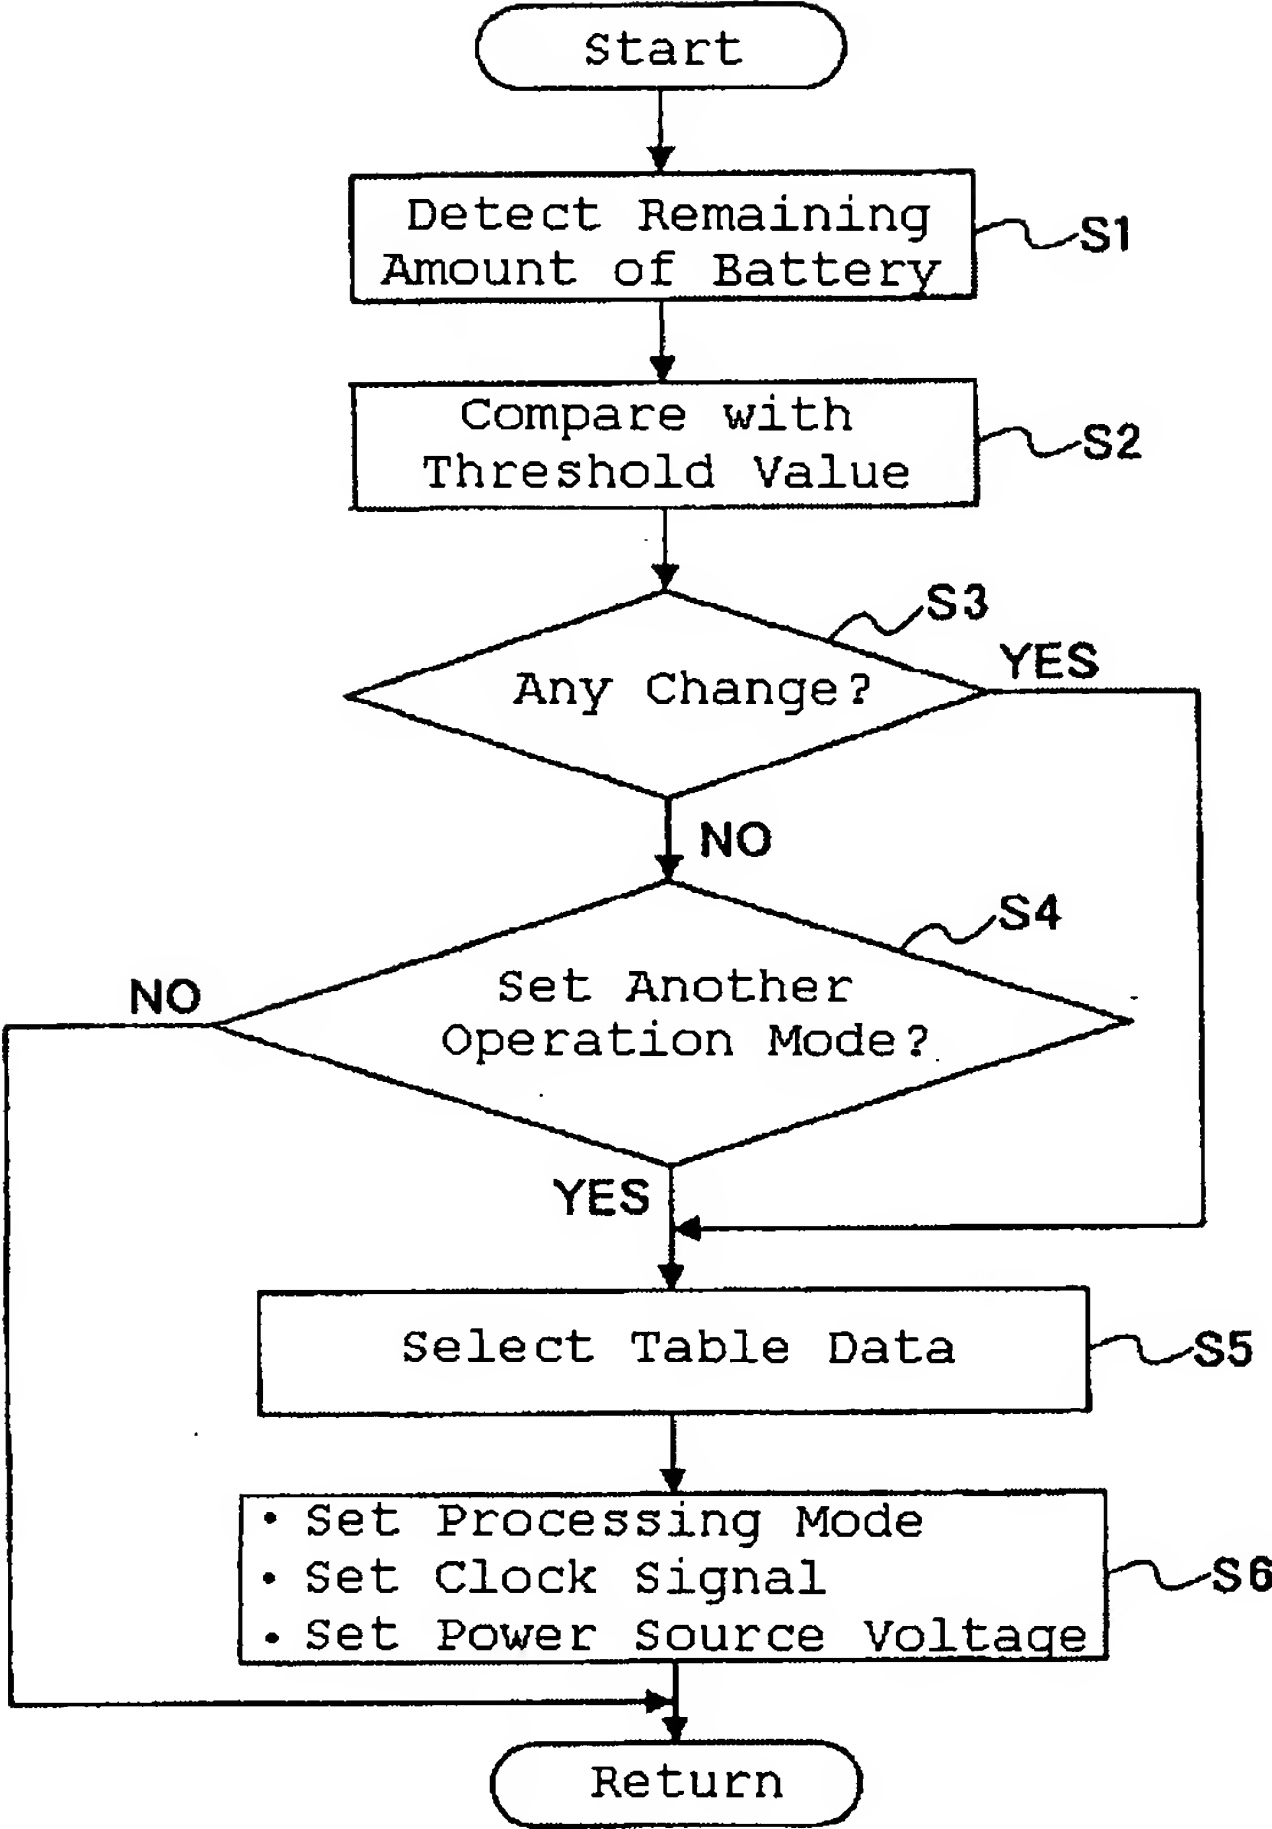 Start
Detect Remaining
Amount of Battery
S1
Compare with
Threshold Value
S2
S3
YES
Any Change?
NO
S4
NO
Set Another
Operation Mode?
YES
Select Table Data
S5
• Set Processing Mode
• Set Clock Signal
• Set Power Source Voltage
S6
Return